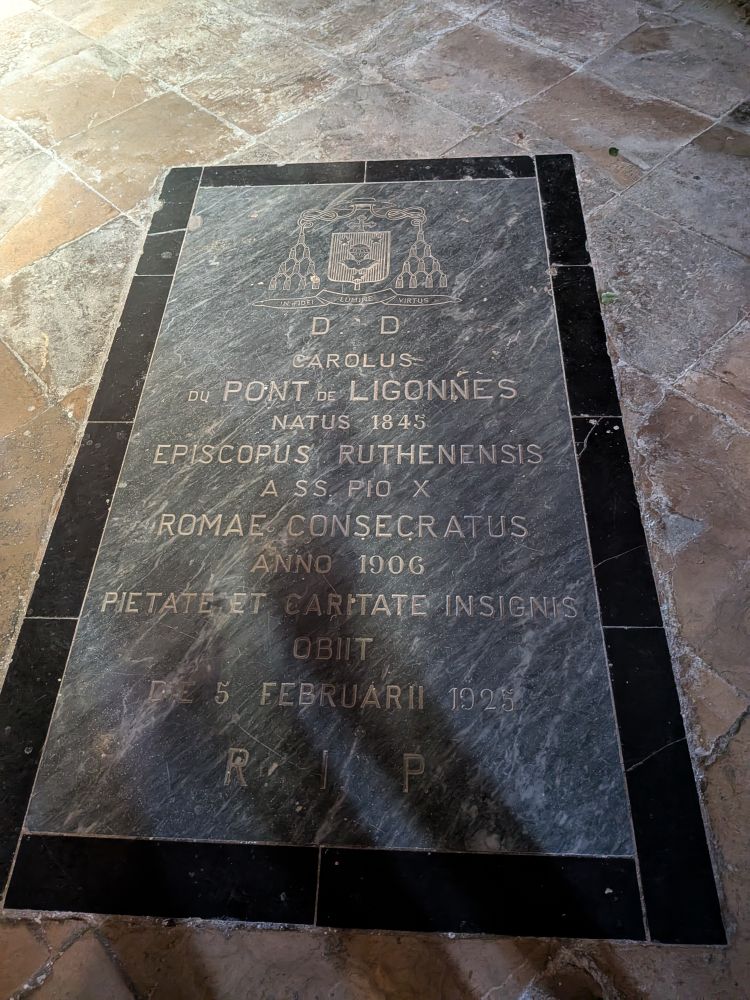 IN FIDEI LUMINE VIRTUS
D. D.
CAROLUS
DU PONT DE LIGONNÈS
NATUS 1845
EPISCOPUS RUTHENENSIS
A SS. PIO X
ROMAE CONSECRATUS
ANNO 1906
PIETATE ET CARITATE INSIGNIS
OBIIT
DE 5 FEBRUARII 1925
R I P